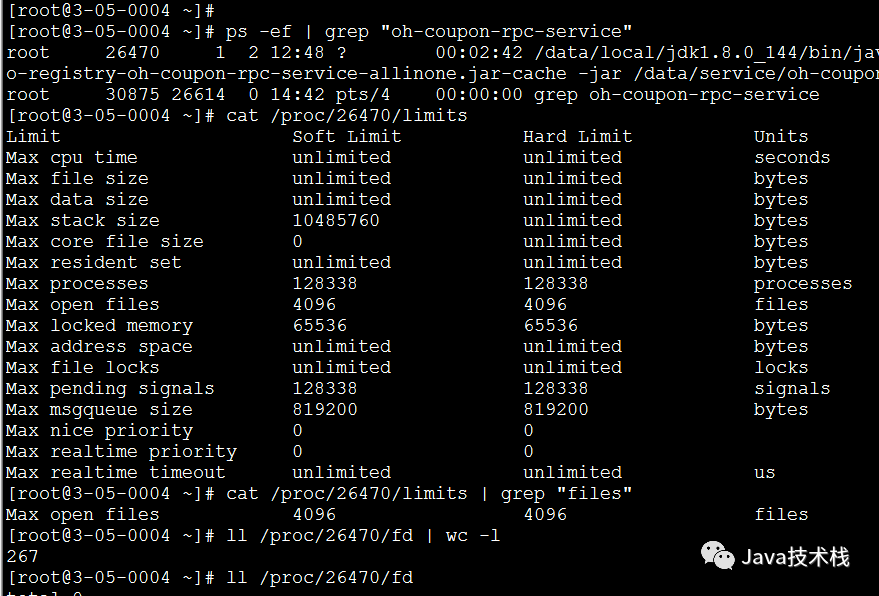 [root@3-05-0004 ~]#
[root@3-05-0004 ~]# ps -ef | grep "oh-coupon-rpc-service"
root 26470 1 2 12:48 ? 00:02:42 /data/local/jdk1.8.0_144/bin/jav
o-registry-oh-coupon-rpc-service-allinone.jar-cache -jar /data/service/oh-coupon
root 30875 26614 0 14:42 pts/4 00:00:00 grep oh-coupon-rpc-service
[root@3-05-0004 ~]# cat /proc/26470/limits
Limit Soft Limit Hard Limit Units
Max cpu time unlimited unlimited seconds
Max file size unlimited unlimited bytes
Max data size unlimited unlimited bytes
Max stack size 10485760 unlimited bytes
Max core file size 0 unlimited bytes
Max resident set unlimited unlimited bytes
Max processes 128338 128338 processes
Max open files 4096 4096 files
Max locked memory 65536 65536 bytes
Max address space unlimited unlimited bytes
Max file locks unlimited unlimited locks
Max pending signals 128338 128338 signals
Max msgqueue size 819200 819200 bytes
Max nice priority 0 0
Max realtime priority 0 0
Max realtime timeout unlimited unlimited us
[root@3-05-0004 ~]# cat /proc/26470/limits | grep "files"
Max open files 4096 4096 files
[root@3-05-0004 ~]# ll /proc/26470/fd | wc -l
267
[root@3-05-0004 ~]# ll /proc/26470/fd
total 0
Java技术栈